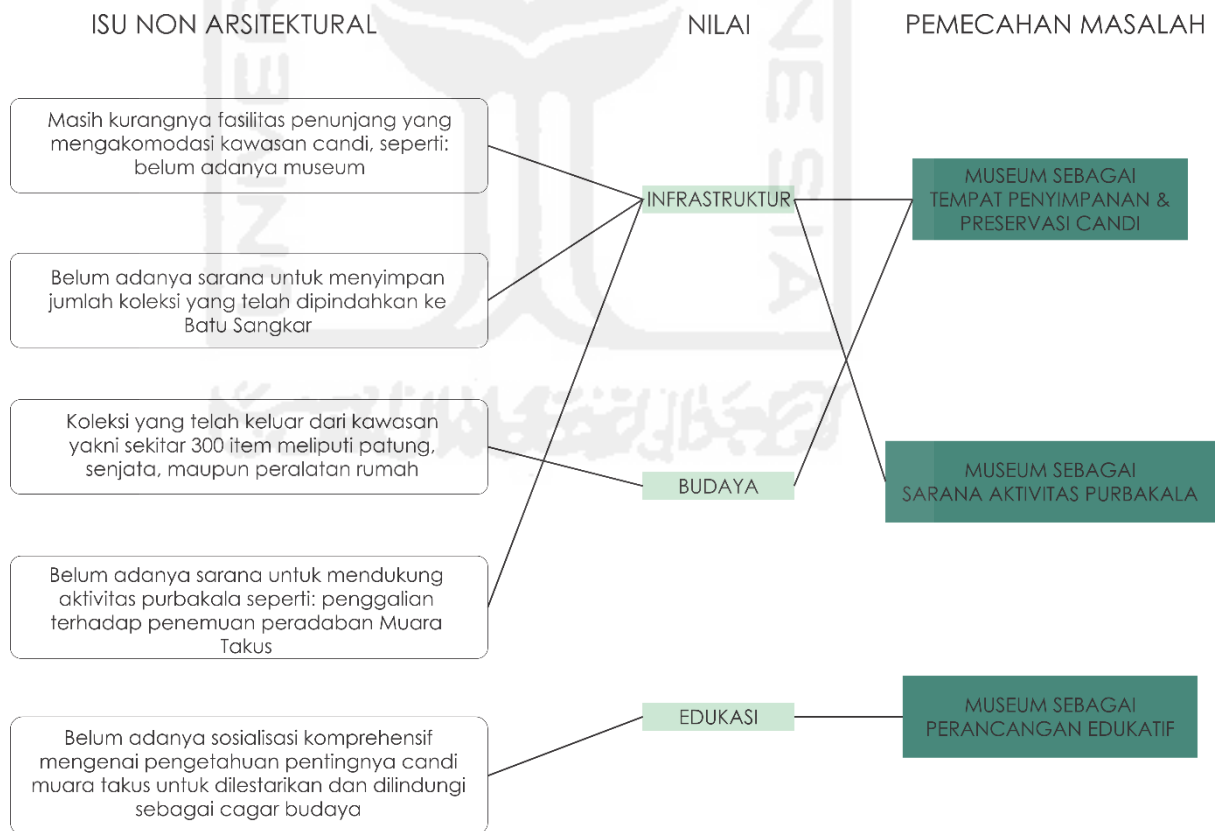 ISU NON ARSITEKTURAL
NILAI
PEMECAHAN MASALAH
Masih kurangnya fasilitas penunjang yang
mengakomodasi kawasan candi, seperti:
belum adanya museum
Belum adanya sarana untuk menyimpan
jumlah koleksi yang telah dipindahkan ke
Batu Sangkar
Koleksi yang telah keluar dari kawasan
yakni sekitar 300 item meliputi patung,
senjata, maupun peralatan rumah
Belum adanya sarana untuk mendukung
aktivitas purbakala seperti: penggalian
terhadap penemuan peradaban Muara
Takus
Belum adanya sosialisasi komprehensif
mengenai pengetahuan pentingnya candi
muara takus untuk dilestarikan dan dilindungi
sebagai cagar budaya
INFRASTRUKTUR
BUDAYA
EDUKASI
MUSEUM SEBAGAI
TEMPAT PENYIMPANAN &
PRESERVASI CANDI
MUSEUM SEBAGAI
SARANA AKTIVITAS PURBAKALA
MUSEUM SEBAGAI
PERANCANGAN EDUKATIF